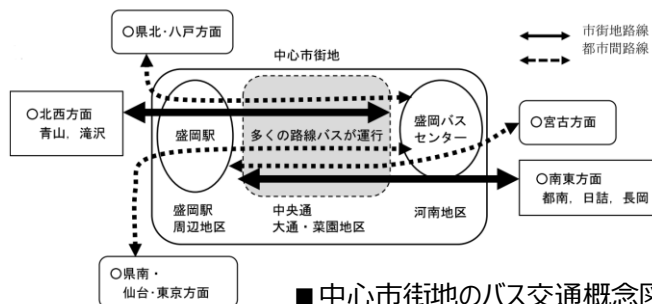 ○県北・八戸方面
中心市街地
市街地路線
都市間路線
○北西方面
青山，滝沢
盛岡駅
多くの路線バスが運行
盛岡バス
センター
○宮古方面
○南東方面
都南，日詰，長岡
盛岡駅
周辺地区
中央通
大通・菜園地区
河南地区
○県南・
仙台・東京方面
■中心市街地のバス交通概念図